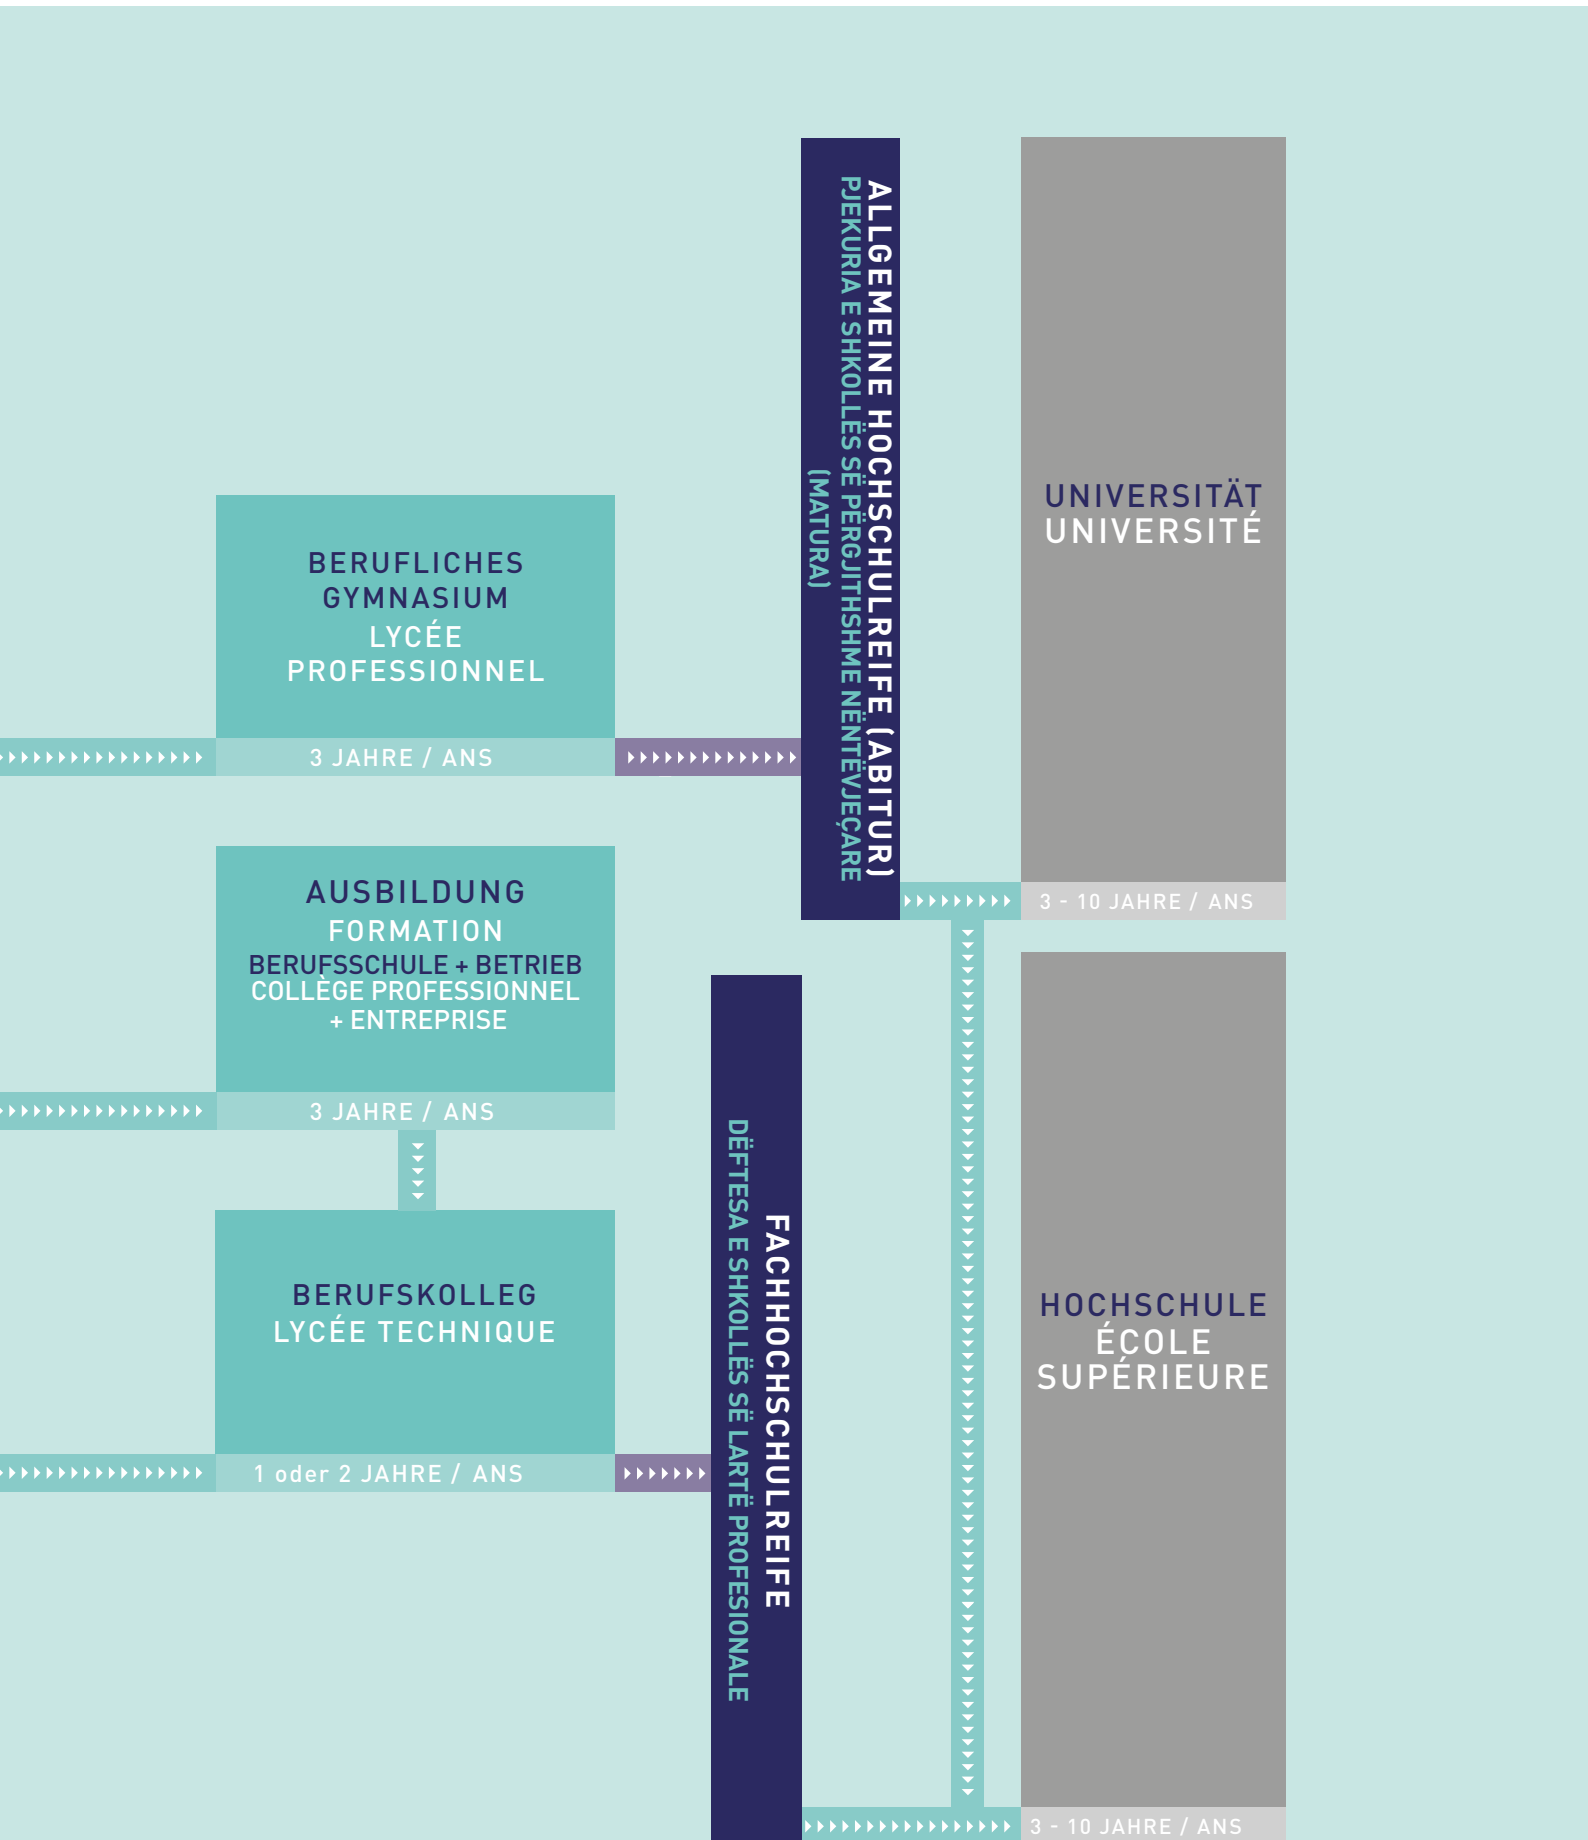 BERUFLICHES
GYMNASIUM
LYCÉE
PROFESSIONNEL
3 JAHRE / ANS
AUSBILDUNG
FORMATION
BERUFSSCHULE + BETRIEB
COLLÈGE PROFESSIONNEL
+ ENTREPRISE
3 JAHRE / ANS
BERUFSKOLLEG
LYCÉE TECHNIQUE
1 oder 2 JAHRE / ANS
ALLGEMEINE HOCHSCHULREIFE (ABITUR)
PJEKURIA E SHKOLLËS SË PËRGJITHSHME NËNTËVJEÇARE
(MATURA)
FACHHOCHSCHULREIFE
DËFTESA E SHKOLLËS SË LARTË PROFESIONALE
UNIVERSITÄT
UNIVERSITÉ
3 - 10 JAHRE / ANS
HOCHSCHULE
ÉCOLE
SUPÉRIEURE
3 - 10 JAHRE / ANS